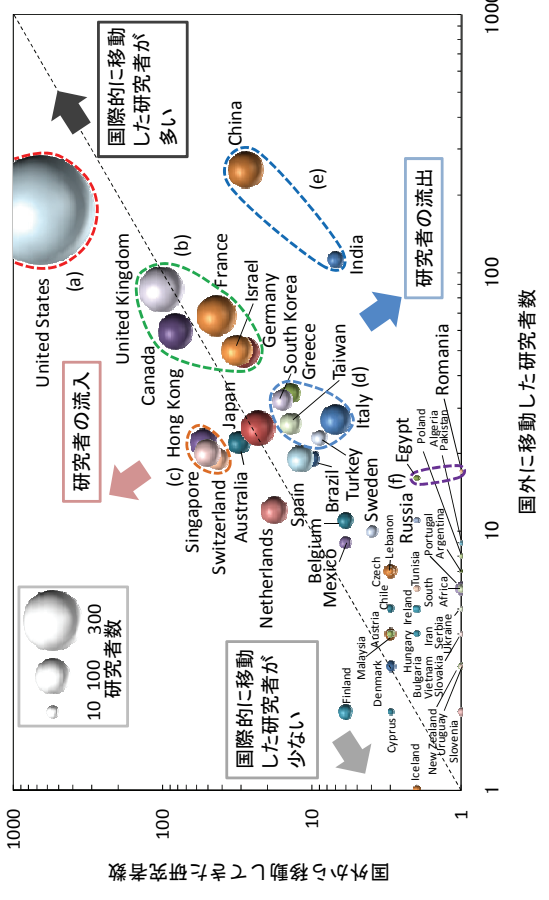 国外から移動してきた研究者数
1000
100
10
1
国外に移動した研究者数
1
10
100
1000
10 100 300
研究者数
研究者の流入
国際的に移動
した研究者が
多い
国際的に移動
した研究者が
少ない
研究者の流出
United States
(a)
United Kingdom
(b)
Canada
France
Israel
Germany
China
(e)
India
Hong Kong
(c)
Singapore
Switzerland
Japan
Australia
South Korea
Greece
Taiwan
(d)
Italy
Netherlands
Spain
Brazil
Turkey
Sweden
Belgium
Mexico
Russia
(f)
Egypt
Romania
Poland
Algeria
Pakistan
Finland
Malaysia
Austria
Chile
Czech
Lebanon
Denmark
Cyprus
Hungary
Ireland
Tunisia
Portugal
Argentina
South
Africa
Bulgaria
Iran
Vietnam
Serbia
Slovakia
Ukraine
Iceland
New Zealand
Uruguay
Slovenia